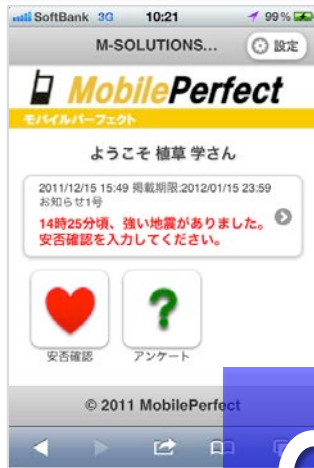 SoftBank 3G 10:21 99%
M-SOLUTIONS... 設定
MobilePerfect
モバイルパーフェクト
ようこそ 植草 学さん
2011/12/15 15:49 掲載期限:2012/01/15 23:59
お知らせ1号
14時25分頃、強い地震がありました。
安否確認を入力してください。
安否確認 アンケート
© 2011 MobilePerfect